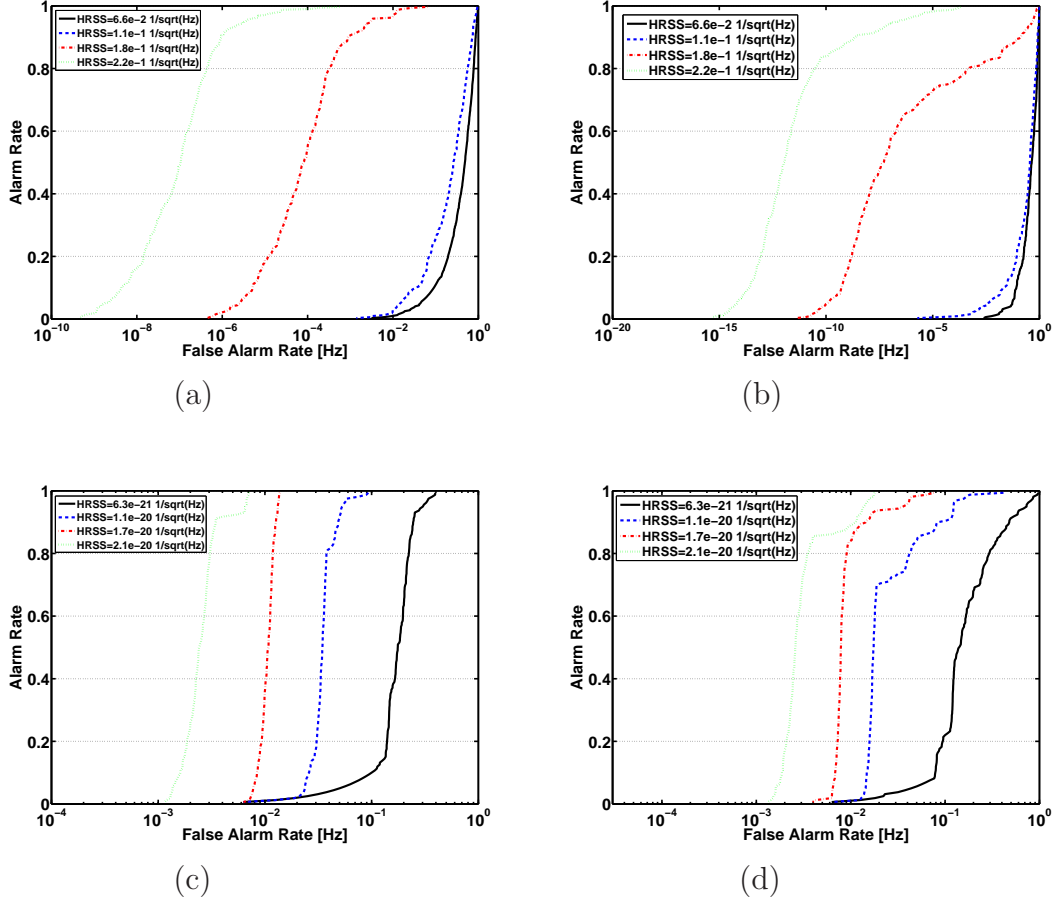 HRSS=6.6e−2 1/sqrt(Hz)
HRSS=1.1e−1 1/sqrt(Hz)
HRSS=1.8e−1 1/sqrt(Hz)
HRSS=2.2e−1 1/sqrt(Hz)
1
0.8
0.6
0.4
0.2
0
Alarm Rate
10^−10 10^−8 10^−6 10^−4 10^−2 10^0
False Alarm Rate [Hz]
(a)
HRSS=6.6e−2 1/sqrt(Hz)
HRSS=1.1e−1 1/sqrt(Hz)
HRSS=1.8e−1 1/sqrt(Hz)
HRSS=2.2e−1 1/sqrt(Hz)
1
0.8
0.6
0.4
0.2
0
Alarm Rate
10^−20 10^−15 10^−10 10^−5 10^0
False Alarm Rate [Hz]
(b)
HRSS=6.3e−21 1/sqrt(Hz)
HRSS=1.1e−20 1/sqrt(Hz)
HRSS=1.7e−20 1/sqrt(Hz)
HRSS=2.1e−20 1/sqrt(Hz)
1
0.8
0.6
0.4
0.2
0
Alarm Rate
10^−4 10^−3 10^−2 10^−1 10^0
False Alarm Rate [Hz]
(c)
HRSS=6.3e−21 1/sqrt(Hz)
HRSS=1.1e−20 1/sqrt(Hz)
HRSS=1.7e−20 1/sqrt(Hz)
HRSS=2.1e−20 1/sqrt(Hz)
1
0.8
0.6
0.4
0.2
0
Alarm Rate
10^−4 10^−3 10^−2 10^−1 10^0
False Alarm Rate [Hz]
(d)